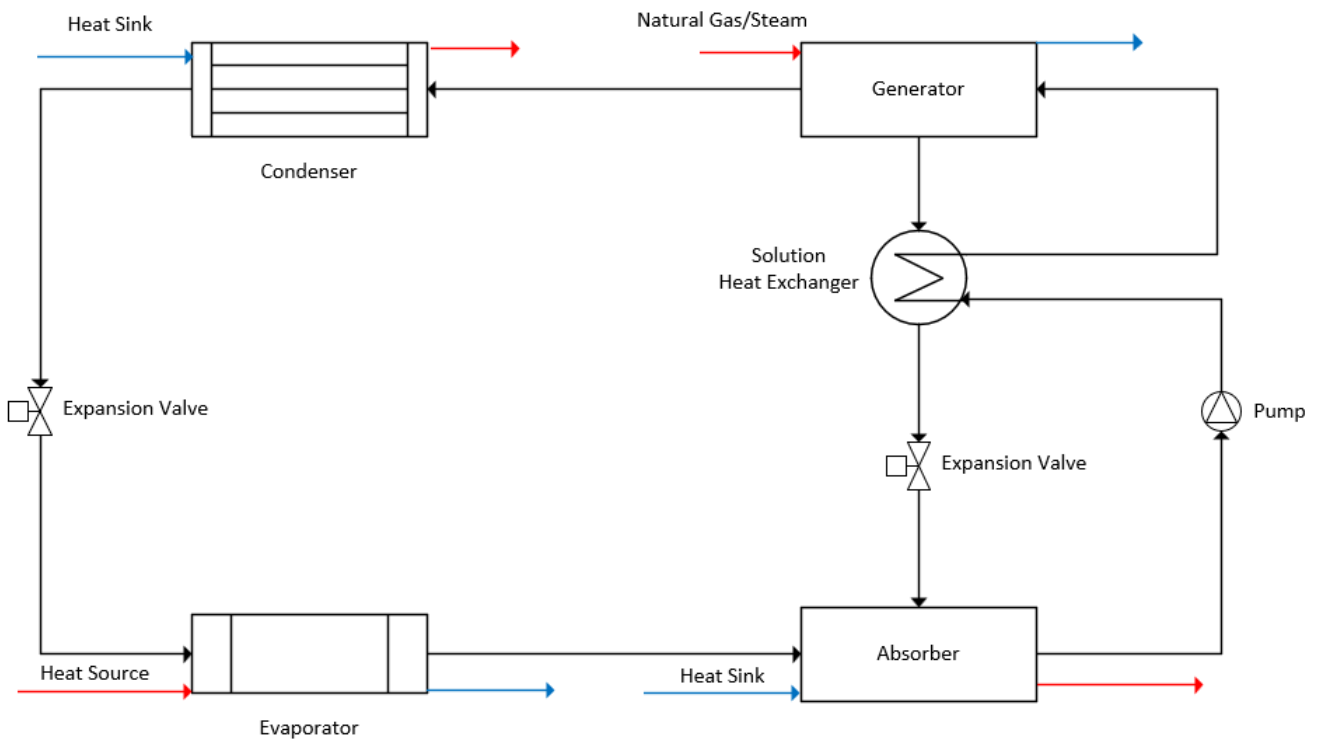 Heat Sink
Natural Gas/Steam
Generator
Condenser
Solution
Heat Exchanger
Expansion Valve
Pump
Expansion Valve
Absorber
Heat Source
Heat Sink
Evaporator